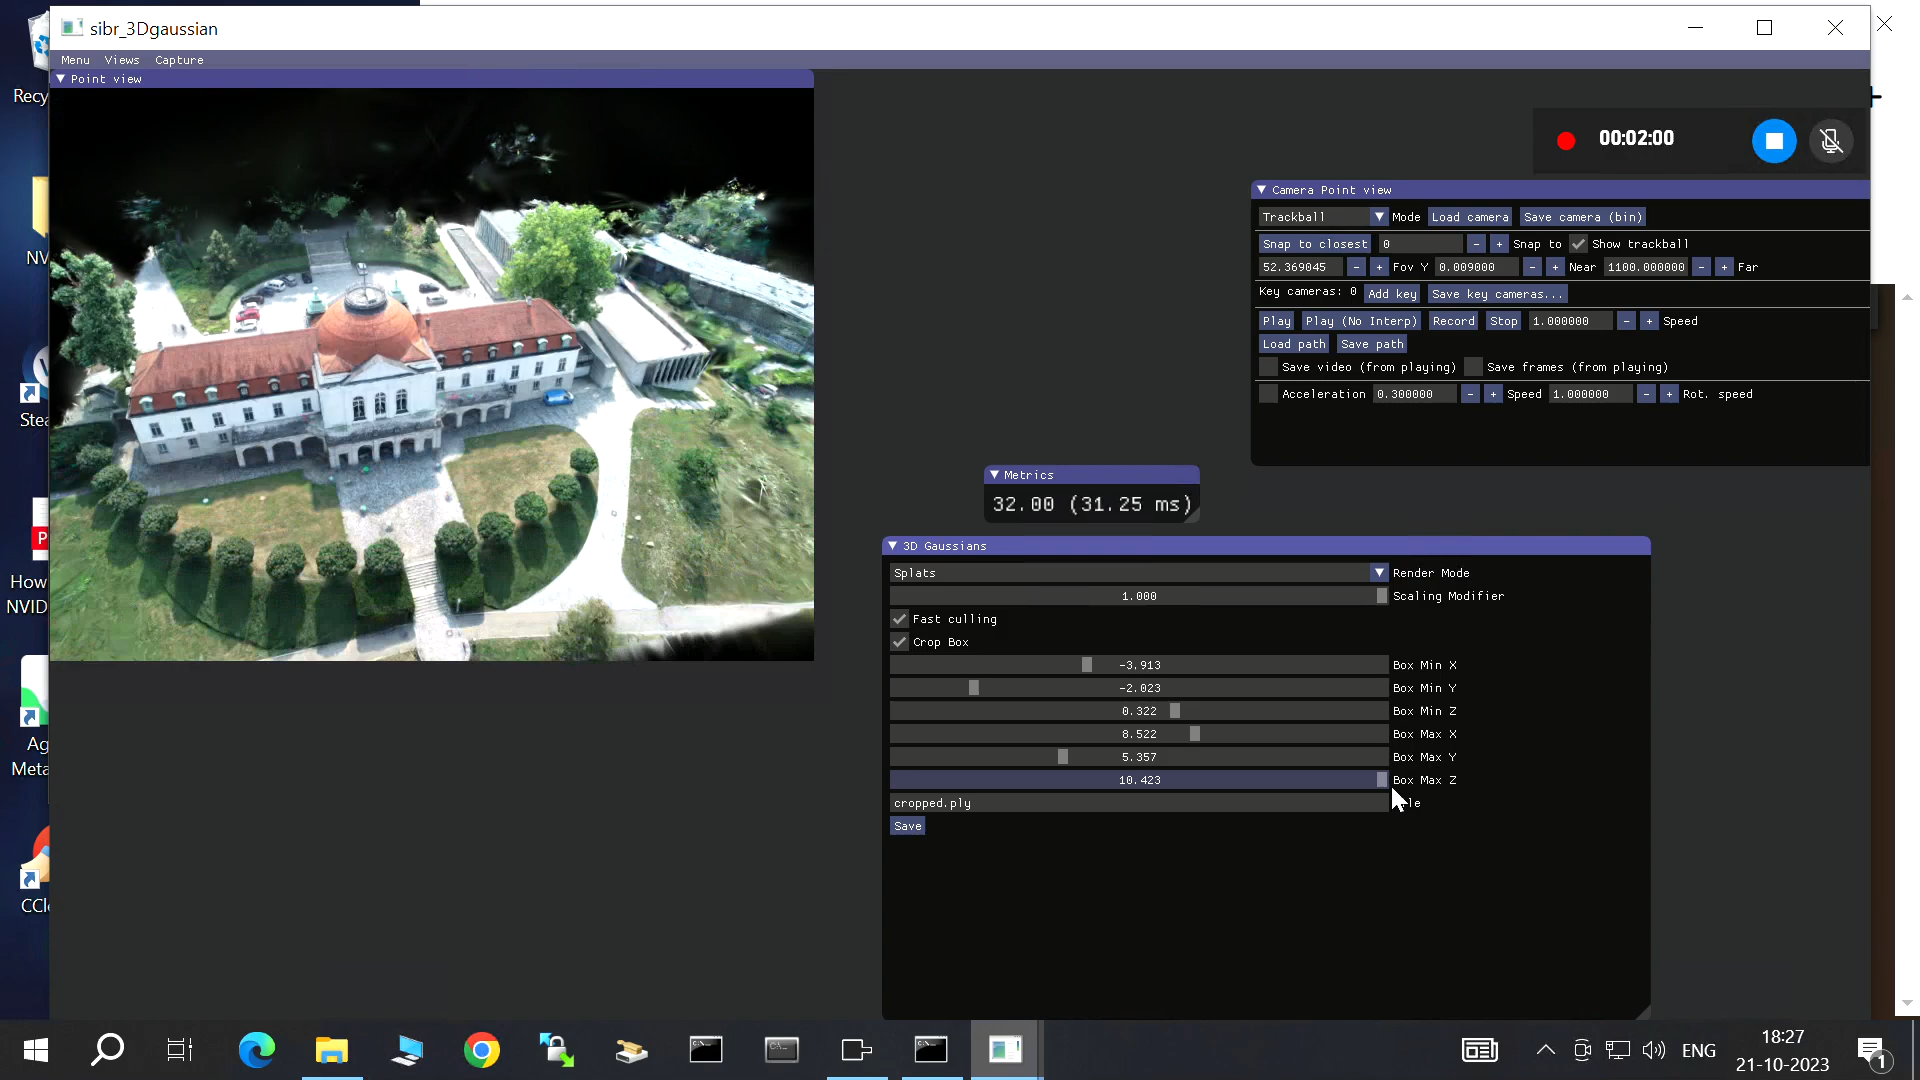 sibr_3Dgaussian
Menu Views Capture
Point view
Recy
NV
Stea
P
How
NVID
Ag
Meta
CCle
00:02:00
Camera Point view
Trackball Mode Load camera Save camera (bin)
Snap to closest 0 - + Snap to Show trackball
52.369045 - + Fov Y 0.009000 - + Near 1100.000000 - + Far
Key cameras: 0 Add key Save key cameras...
Play Play (No Interp) Record Stop 1.000000 - + Speed
Load path Save path
Save video (from playing) Save frames (from playing)
Acceleration 0.300000 - + Speed 1.000000 - + Rot. speed
Metrics
32.00 (31.25 ms)
3D Gaussians
Splats Render Mode
1.000 Scaling Modifier
Fast culling
Crop Box
-3.913 Box Min X
-2.023 Box Min Y
0.322 Box Min Z
8.522 Box Max X
5.357 Box Max Y
10.423 Box Max Z
cropped.ply le
Save
ENG
18:27
21-10-2023
1